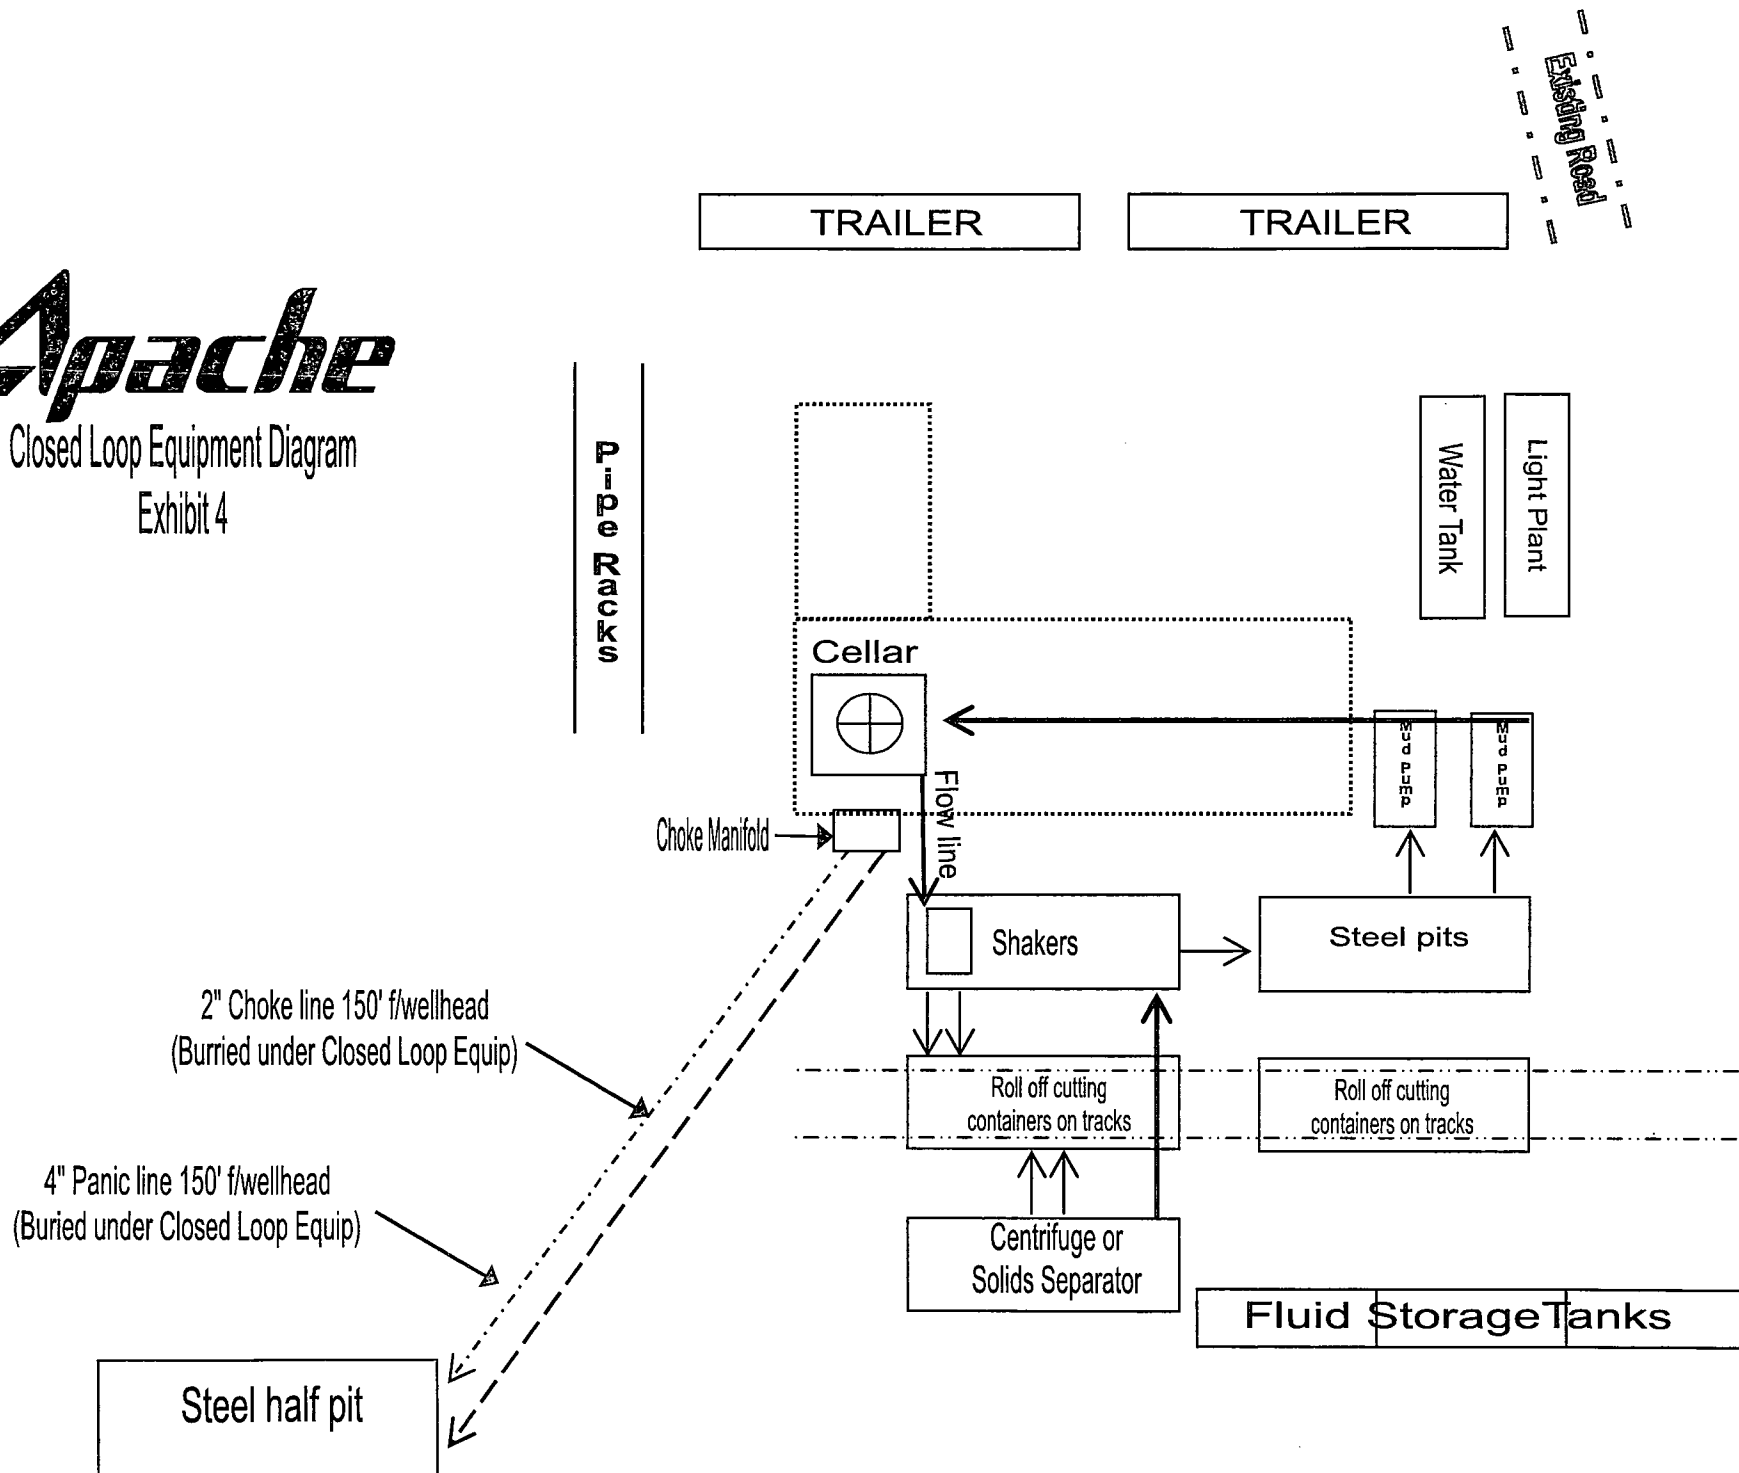 Existing Road
TRAILER
TRAILER
Apache
Closed Loop Equipment Diagram
Exhibit 4
Pipe Racks
Water Tank
Light Plant
Cellar
Mud Pump
Mud Pump
Flow line
Choke Manifold
Shakers
Steel pits
2" Choke line 150' f/wellhead
(Burried under Closed Loop Equip)
Roll off cutting
containers on tracks
Roll off cutting
containers on tracks
4" Panic line 150' f/wellhead
(Buried under Closed Loop Equip)
Centrifuge or
Solids Separator
Fluid StorageTanks
Steel half pit